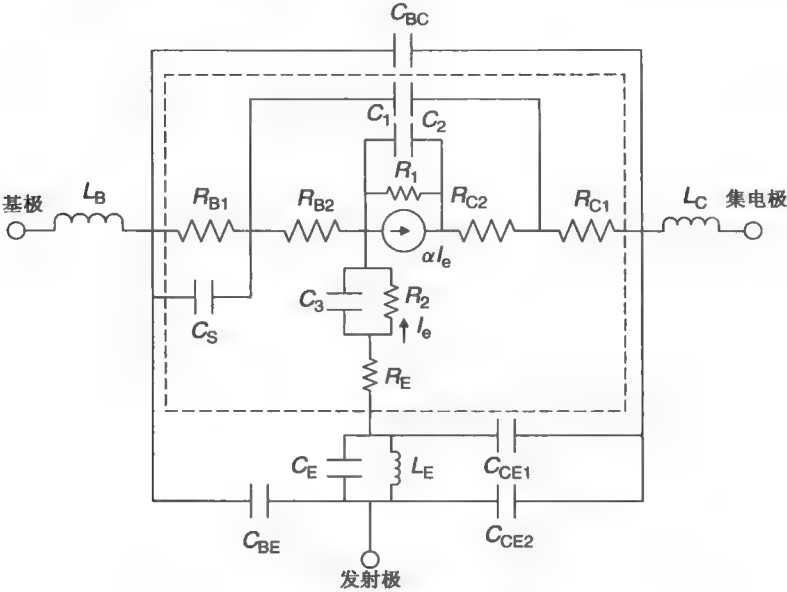 C_BC
C_1 C_2
R_1
基极 L_B R_B1 R_B2 R_C2 R_C1 L_C 集电极
αI_e
C_3 R_2
C_S I_e
R_E
C_E L_E C_CE1
C_BE C_CE2
发射极